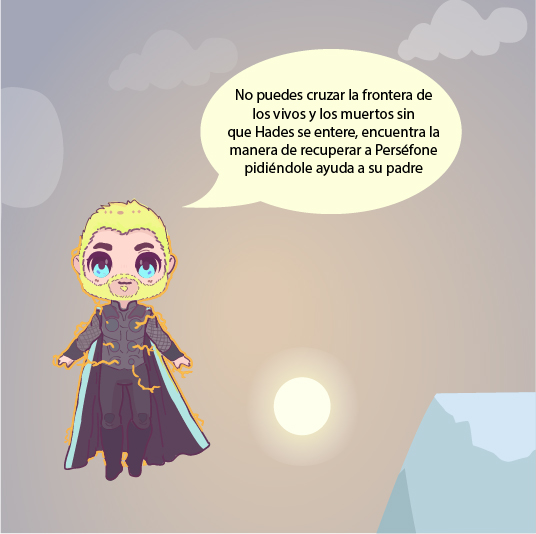 No puedes cruzar la frontera de
los vivos y los muertos sin
que Hades se entere, encuentra la
manera de recuperar a Perséfone
pidiéndole ayuda a su padre